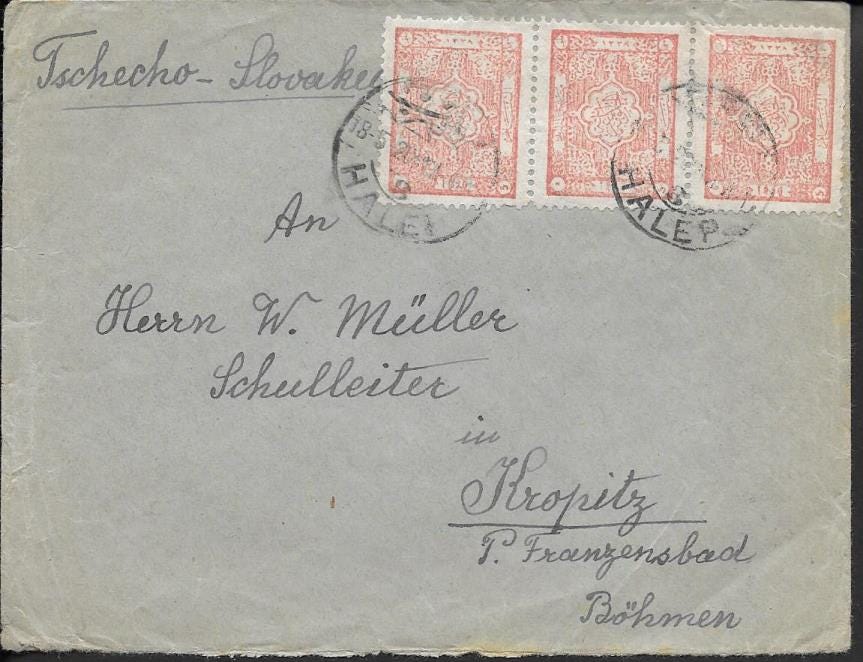 Tschecho-Slovakei
An
Herrn W. Müller
Schulleiter
in
Kropitz
P. Franzensbad
Böhmen
HALEP
HALEP